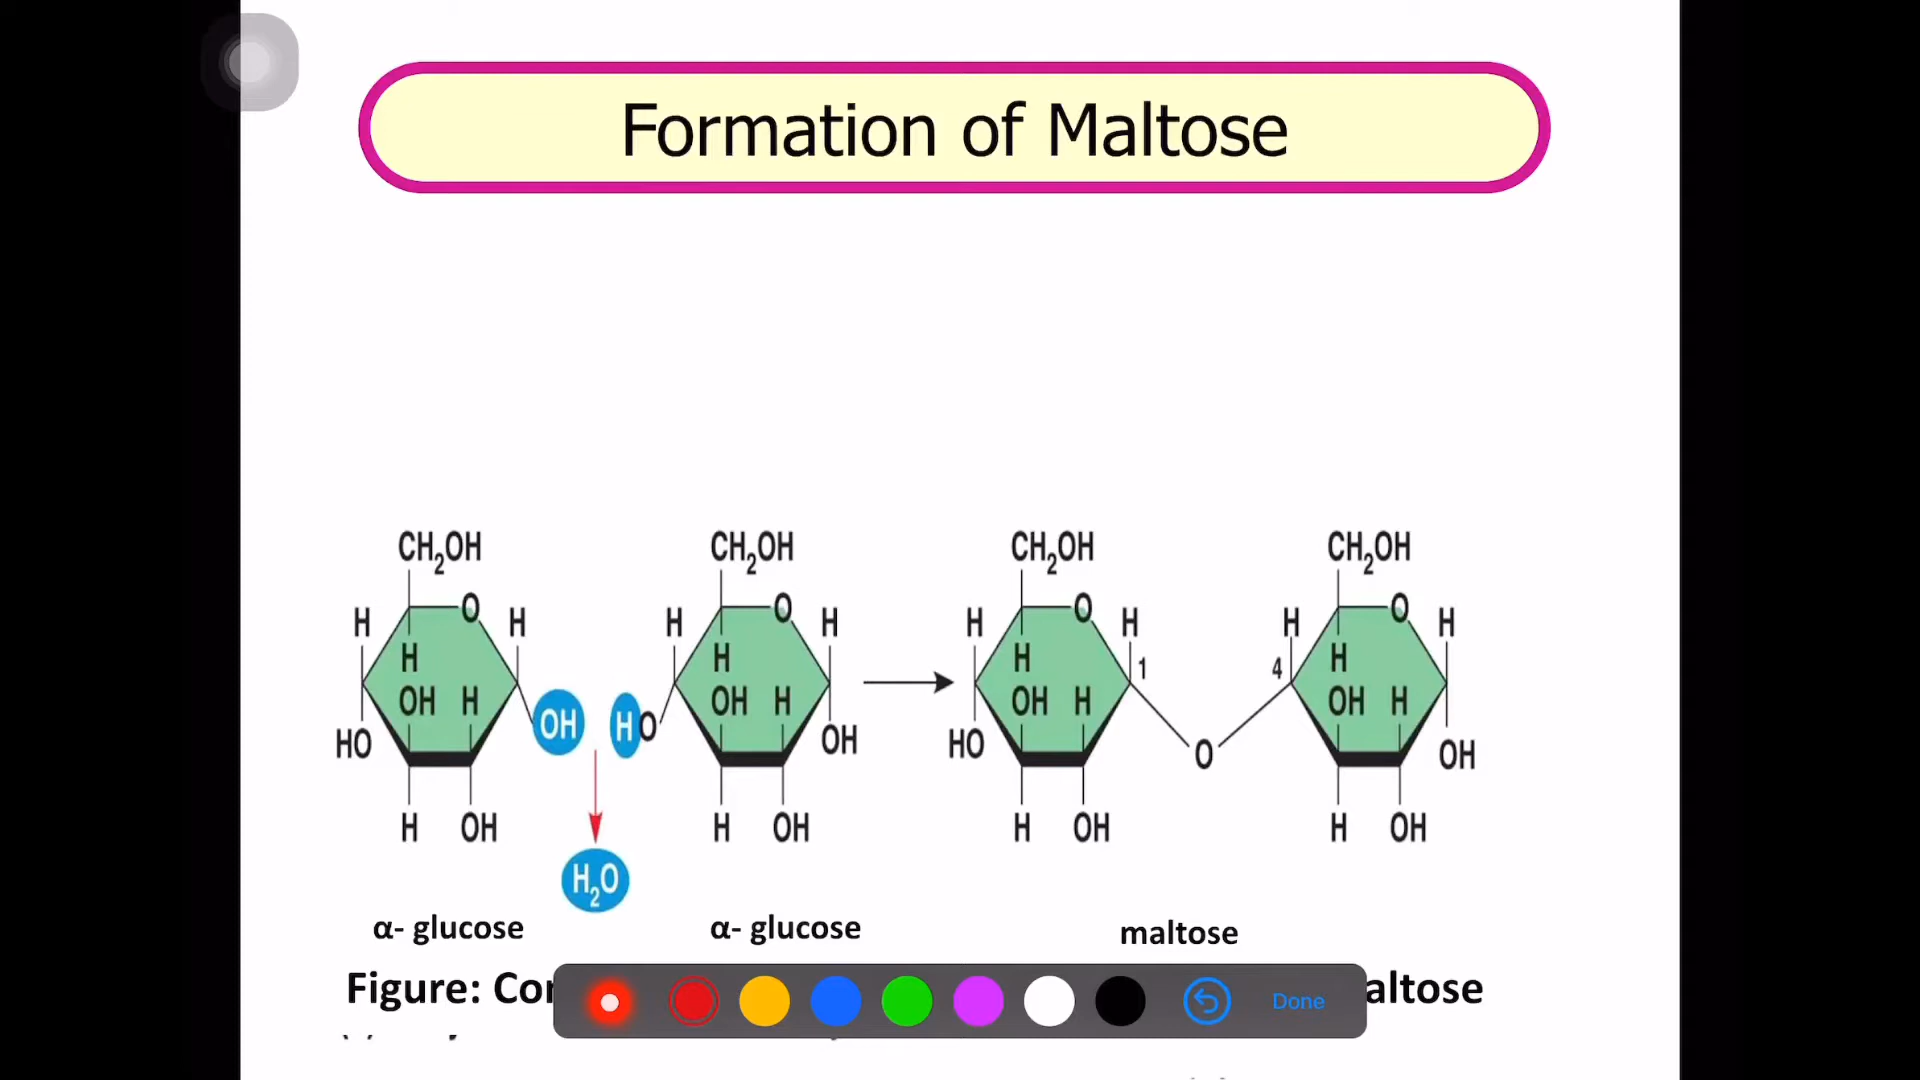 Formation of Maltose
CH2OH CH2OH CH2OH CH2OH
O O O O
H H H H H H H H
H H H H
1 4
OH H OH H OH H OH H
OH HO
HO OH HO O OH
H OH H OH H OH H OH
H2O
α- glucose α- glucose maltose
Figure: altose
Done